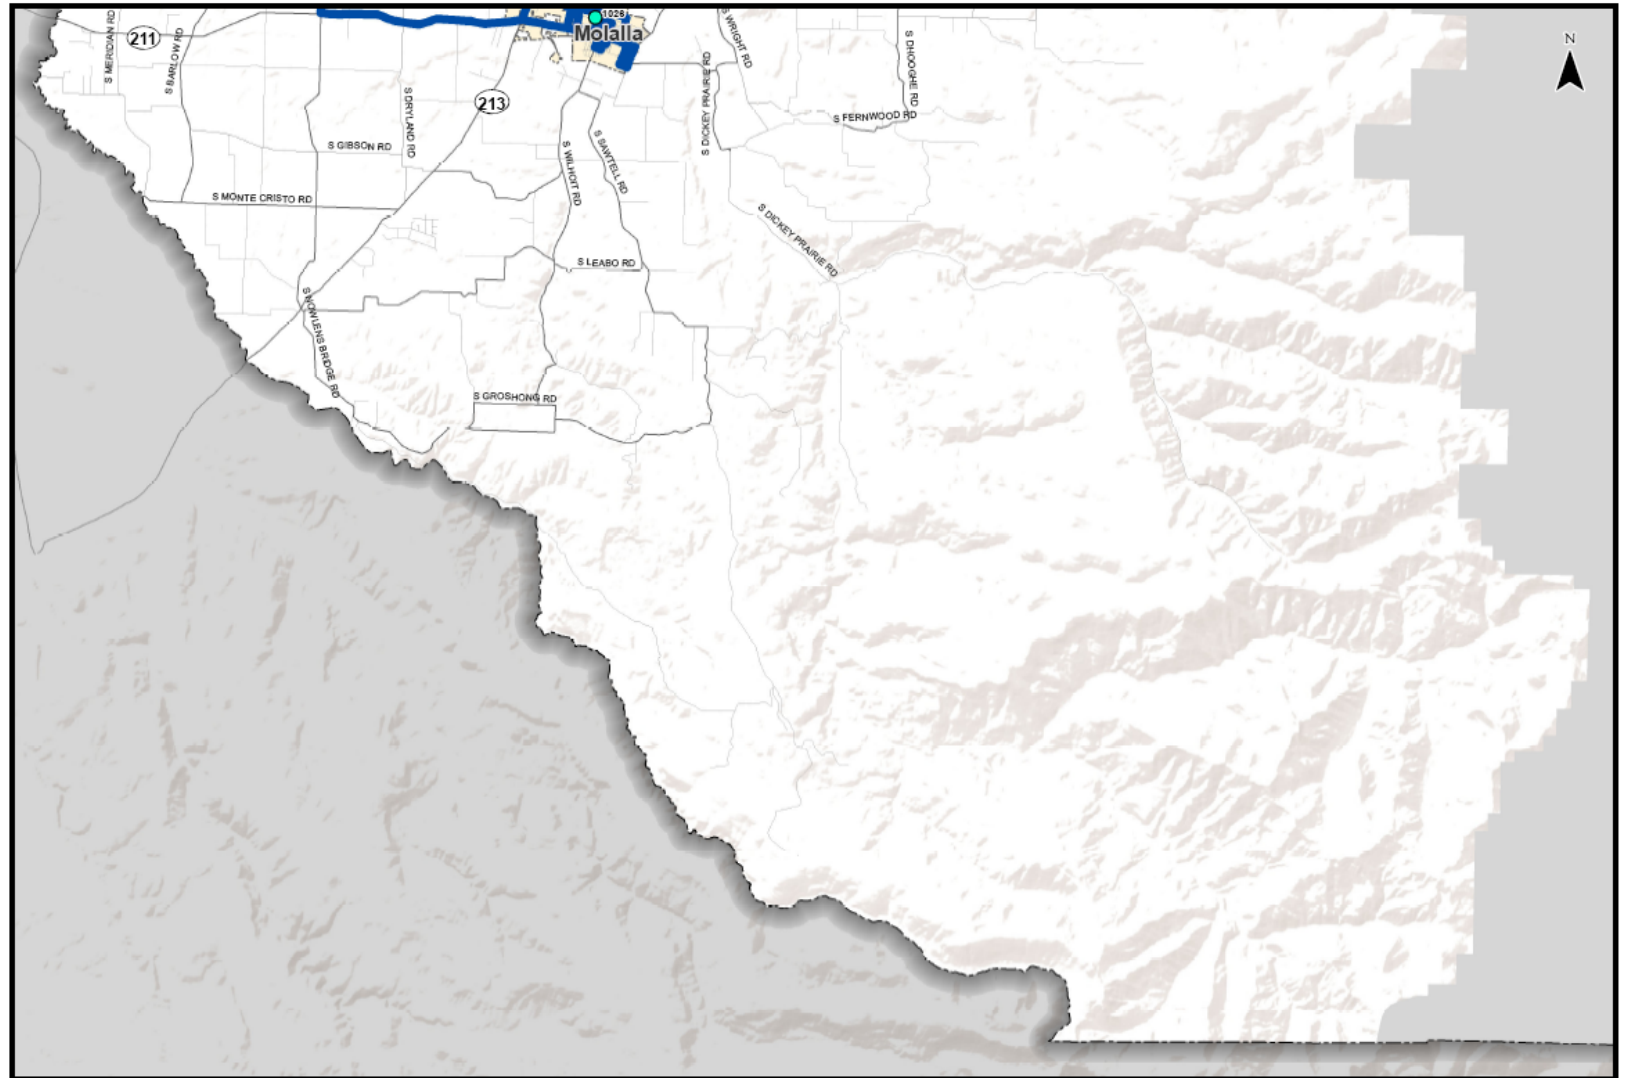 1026
Molalla
211
S MERIDIAN RD
S BARLOW RD
S WRIGHT RD
S DHOOGHE RD
N
213
S DRYLAND RD
S DICKEY PRAIRIE RD
S FERNWOOD RD
S GIBSON RD
S WILHOIT RD
S SAWTELL RD
S MONTE CRISTO RD
S DICKEY PRAIRIE RD
S LEABO RD
S NOWLENS BRIDGE RD
S GROSHONG RD